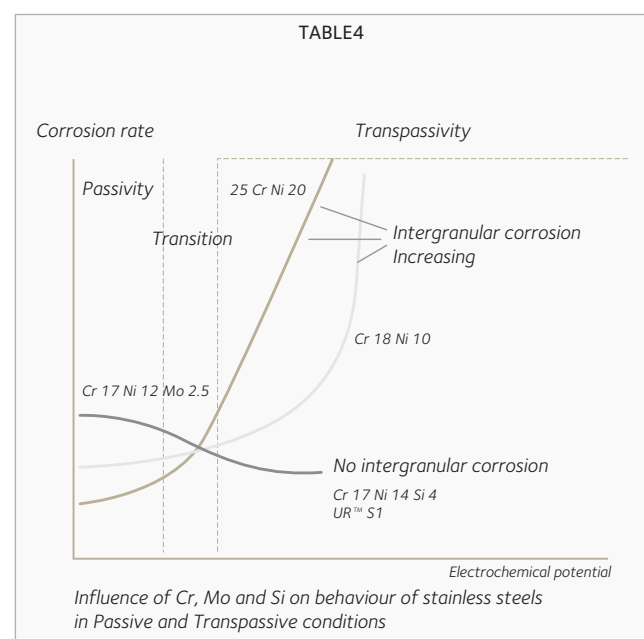 TABLE4
Corrosion rate
Transpassivity
Passivity
25 Cr Ni 20
Transition
Intergranular corrosion
Increasing
Cr 18 Ni 10
Cr 17 Ni 12 Mo 2.5
No intergranular corrosion
Cr 17 Ni 14 Si 4
UR™ S1
Electrochemical potential
Influence of Cr, Mo and Si on behaviour of stainless steels
in Passive and Transpassive conditions